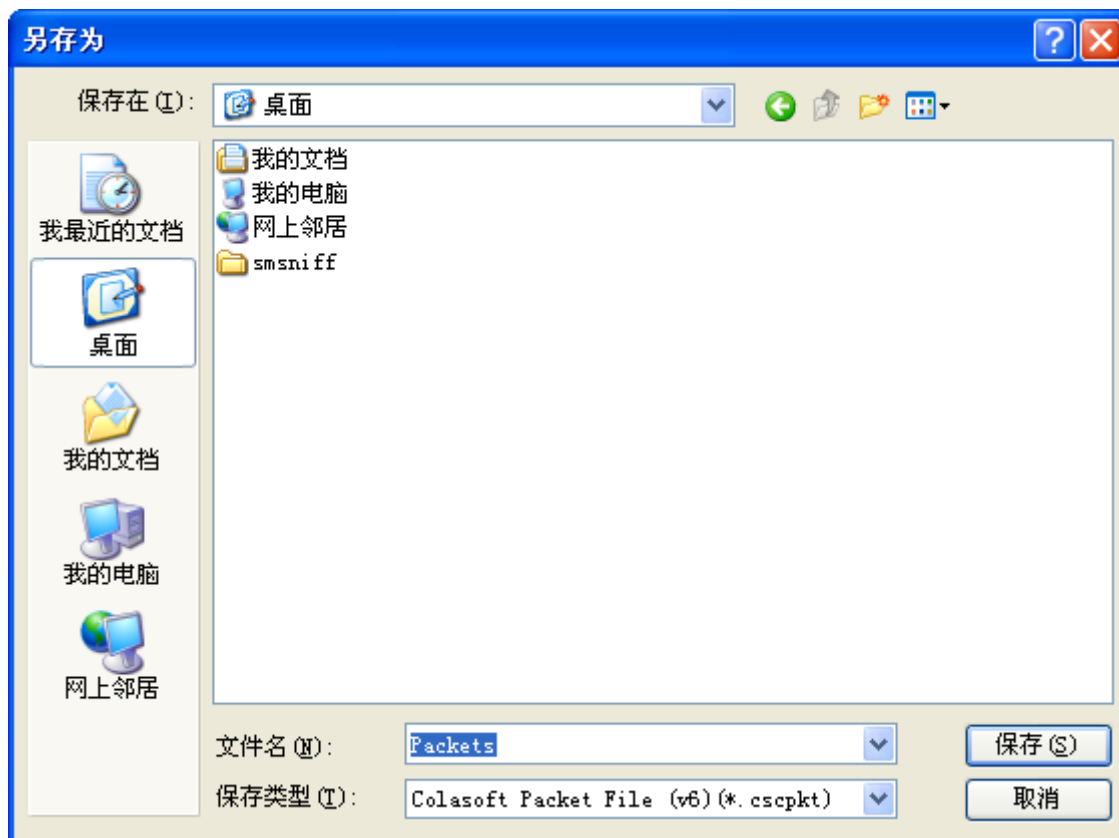 另存为
保存在(I):
桌面
我最近的文档
桌面
我的文档
我的电脑
网上邻居
我的文档
我的电脑
网上邻居
smsniff
文件名(N):
Packets
保存(S)
保存类型(T):
Colasoft Packet File (v6)(*.cscpkt)
取消